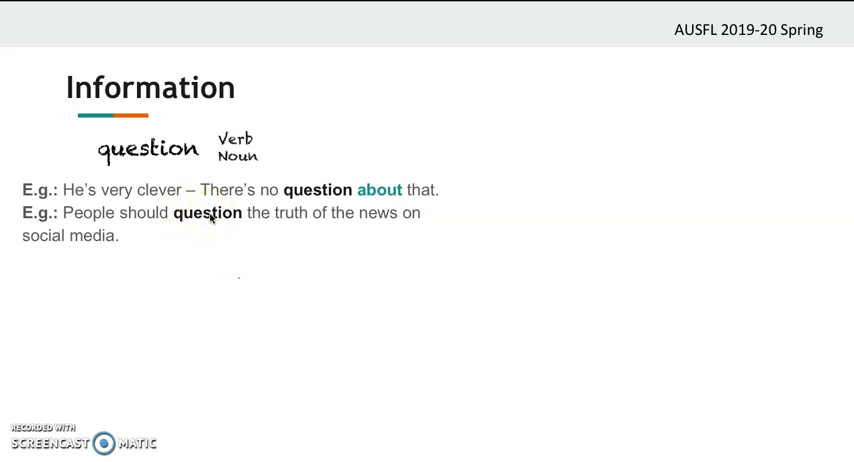 AUSFL 2019-20 Spring
Information
question Verb
Noun
E.g.: He's very clever – There's no question about that.
E.g.: People should question the truth of the news on
social media.
RECORDED WITH
SCREENCAST MATIC